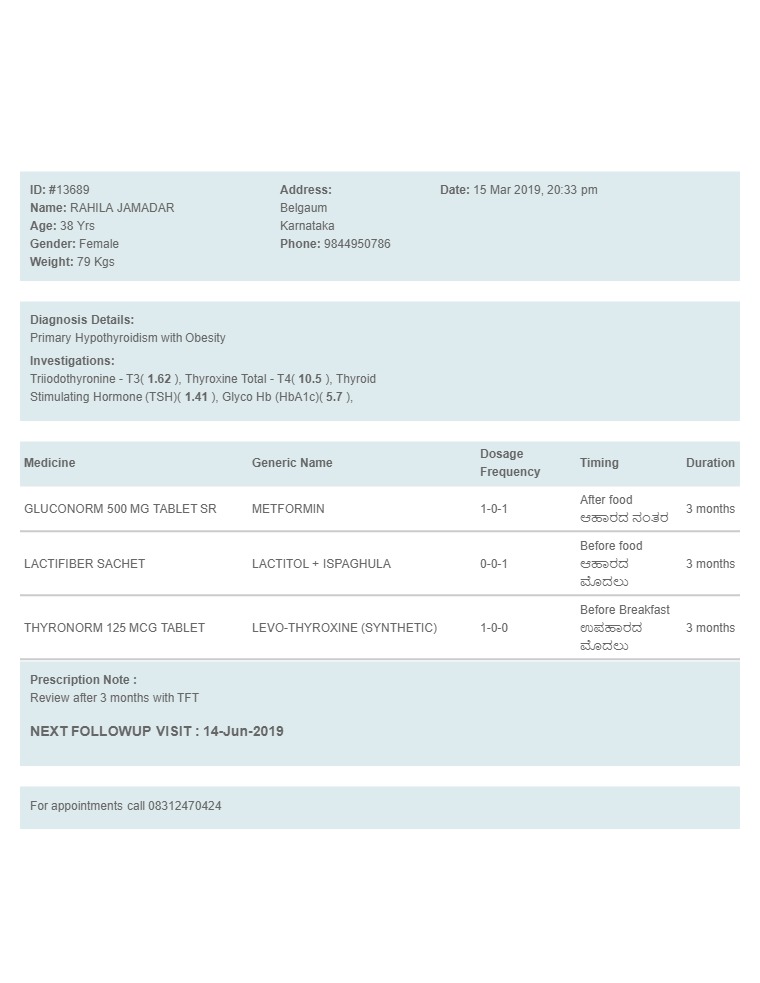 ID: #13689
Name: RAHILA JAMADAR
Age: 38 Yrs
Gender: Female
Weight: 79 Kgs
Address:
Belgaum
Karnataka
Phone: 9844950786
Date: 15 Mar 2019, 20:33 pm
Diagnosis Details:
Primary Hypothyroidism with Obesity
Investigations:
Triiodothyronine - T3( 1.62 ), Thyroxine Total - T4( 10.5 ), Thyroid
Stimulating Hormone (TSH)( 1.41 ), Glyco Hb (HbA1c)( 5.7 ),
Medicine Generic Name Dosage Frequency Timing Duration
GLUCONORM 500 MG TABLET SR METFORMIN 1-0-1 After food 3 months
ಆಹಾರದ ನಂತರ
LACTIFIBER SACHET LACTITOL + ISPAGHULA 0-0-1 Before food 3 months
ಆಹಾರದ
ಮೊದಲು
THYRONORM 125 MCG TABLET LEVO-THYROXINE (SYNTHETIC) 1-0-0 Before Breakfast 3 months
ಉಪಹಾರದ
ಮೊದಲು
Prescription Note :
Review after 3 months with TFT
NEXT FOLLOWUP VISIT : 14-Jun-2019
For appointments call 08312470424